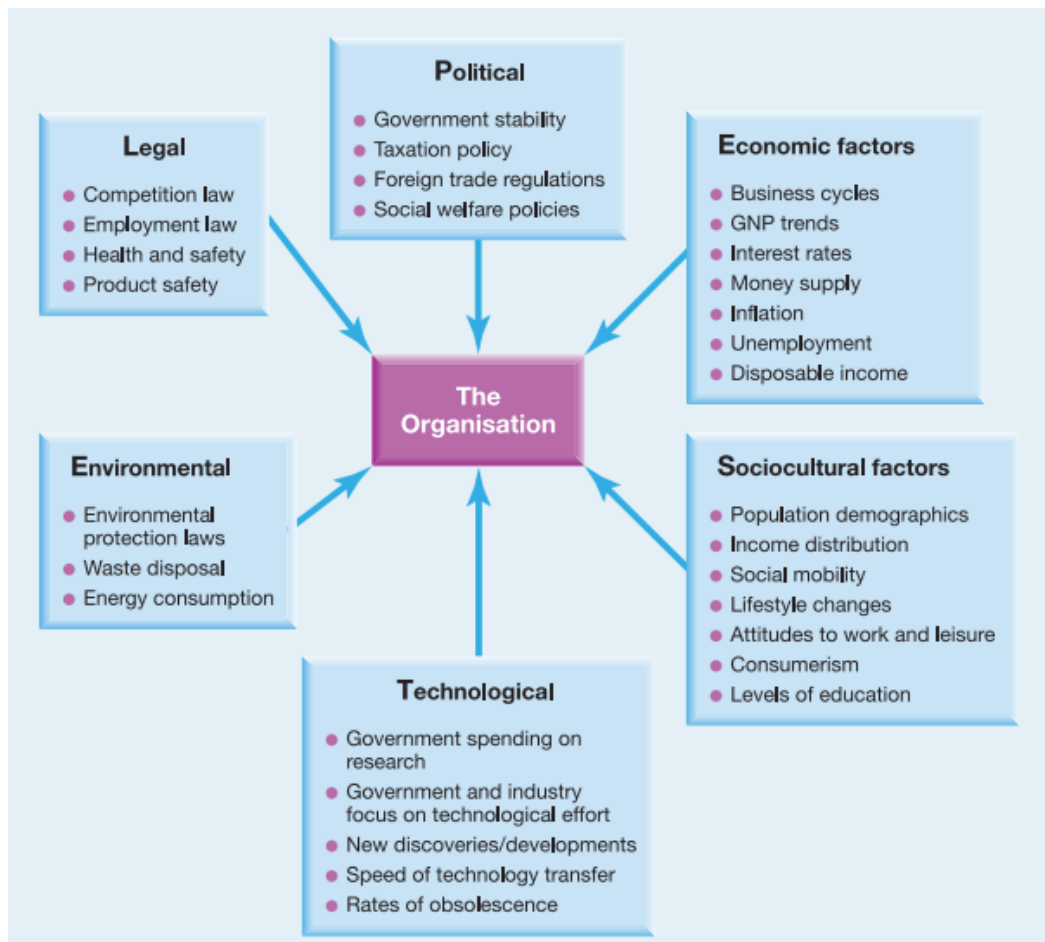 Political
Government stability
Taxation policy
Foreign trade regulations
Social welfare policies
Legal
Competition law
Employment law
Health and safety
Product safety
Economic factors
Business cycles
GNP trends
Interest rates
Money supply
Inflation
Unemployment
Disposable income
The
Organisation
Environmental
Environmental
protection laws
Waste disposal
Energy consumption
Sociocultural factors
Population demographics
Income distribution
Social mobility
Lifestyle changes
Attitudes to work and leisure
Consumerism
Levels of education
Technological
Government spending on
research
Government and industry
focus on technological effort
New discoveries/developments
Speed of technology transfer
Rates of obsolescence